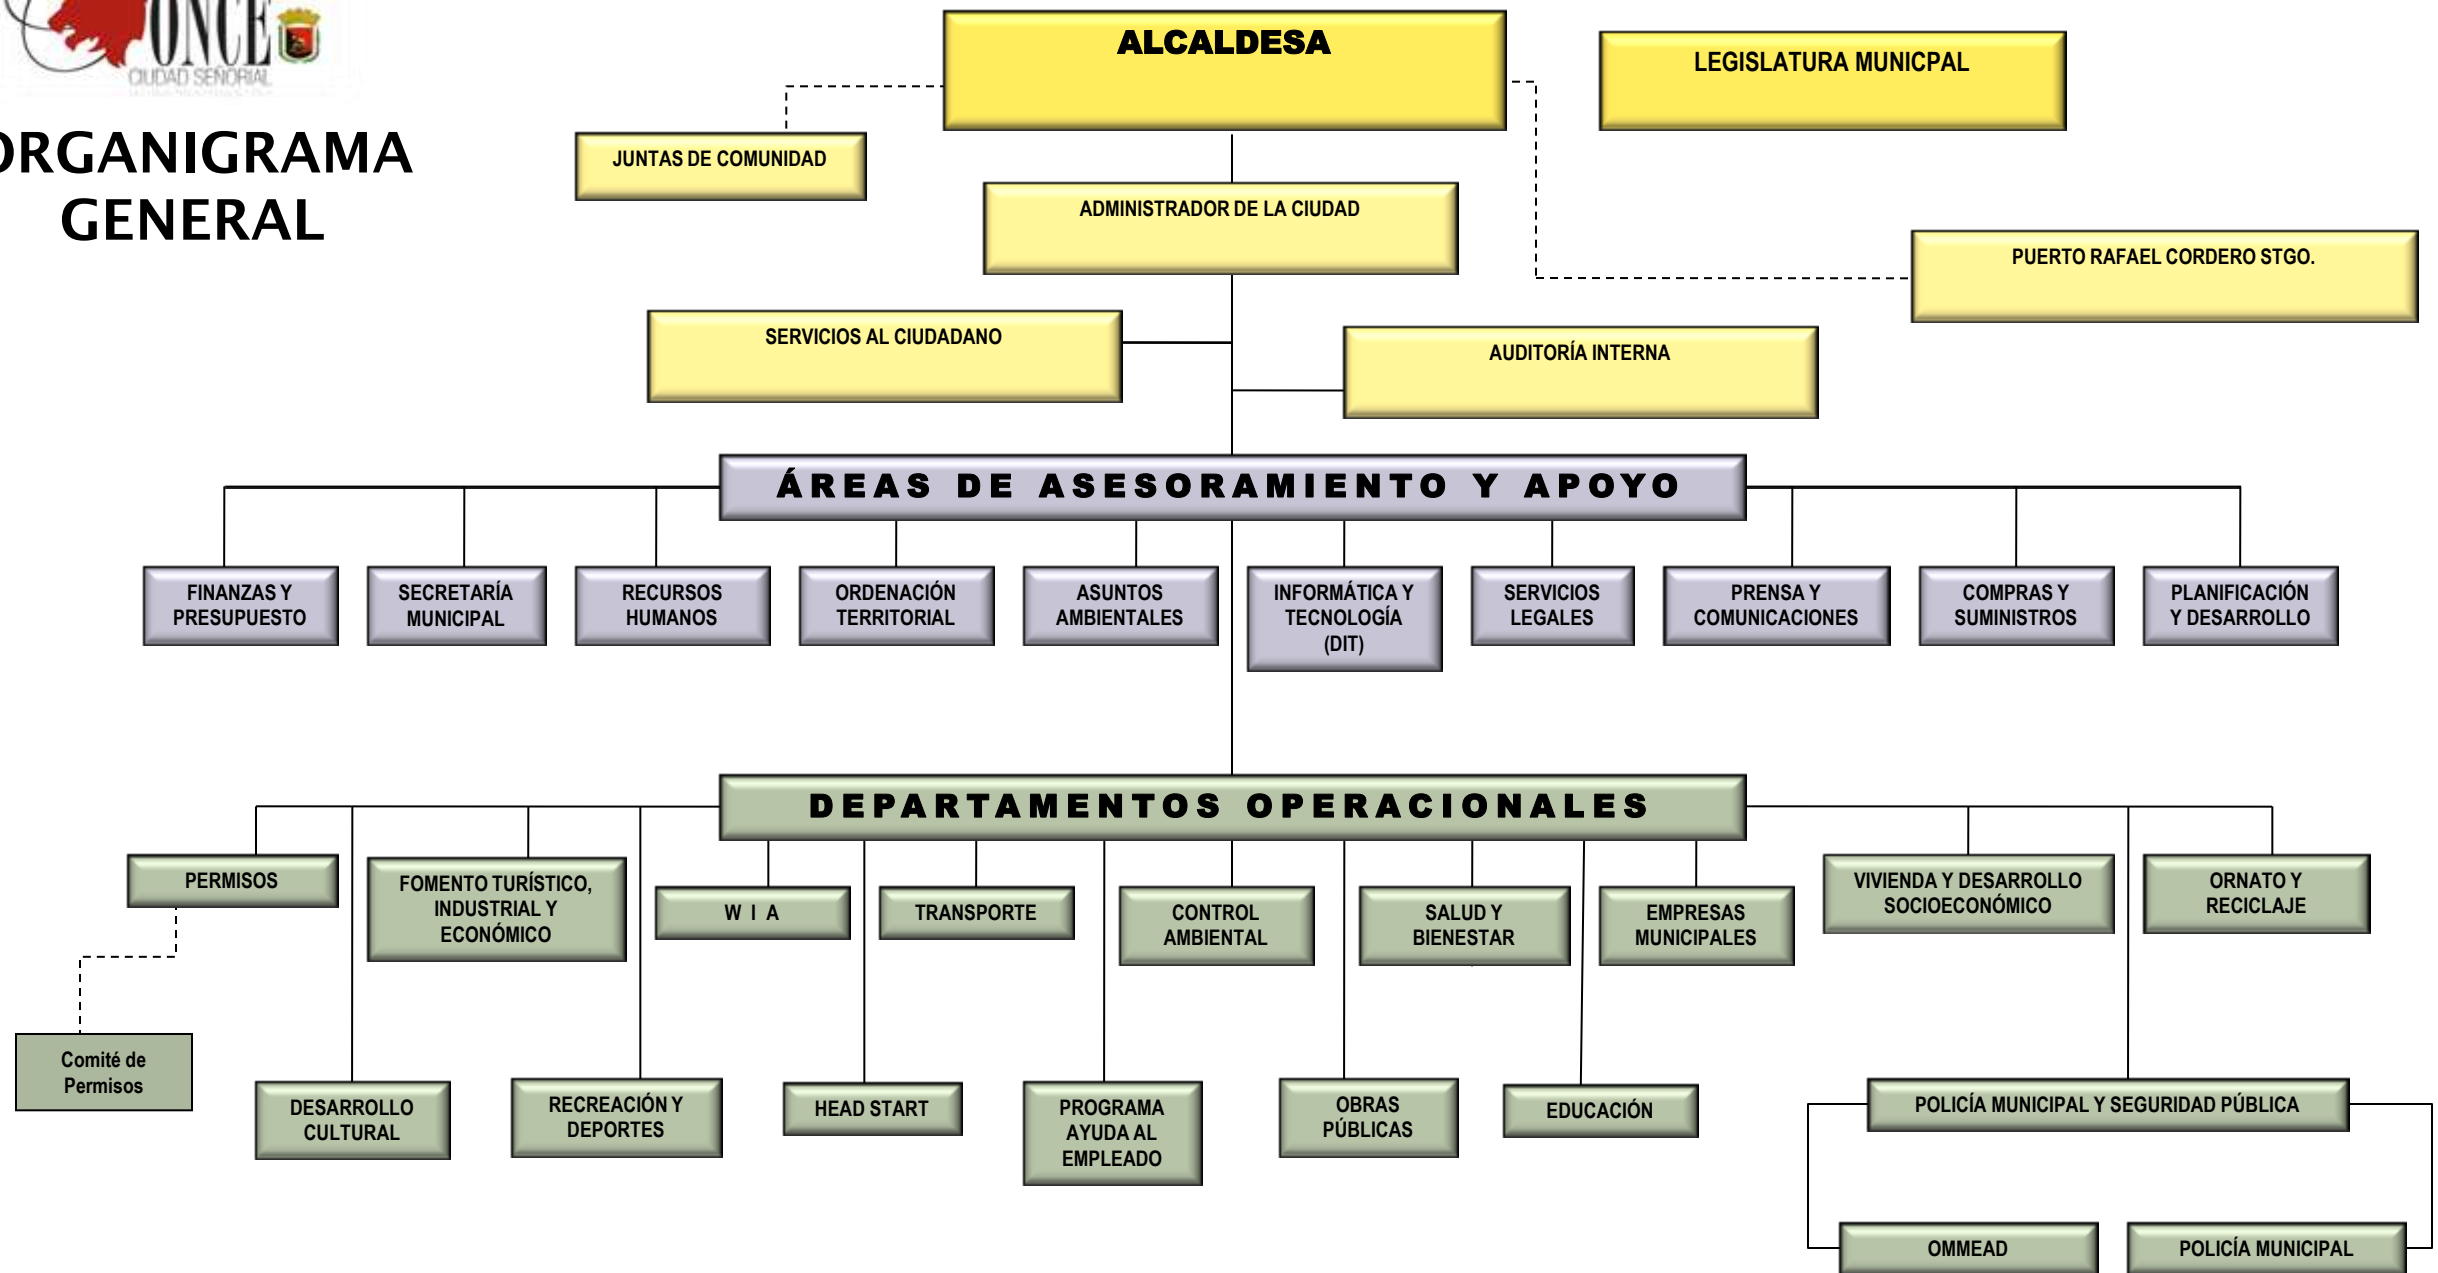 ONCE
CIUDAD SEÑORIAL
ORGANIGRAMA
GENERAL
ALCALDESA
LEGISLATURA MUNICPAL
JUNTAS DE COMUNIDAD
ADMINISTRADOR DE LA CIUDAD
PUERTO RAFAEL CORDERO STGO.
SERVICIOS AL CIUDADANO
AUDITORÍA INTERNA
ÁREAS DE ASESORAMIENTO Y APOYO
FINANZAS Y
PRESUPUESTO
SECRETARÍA
MUNICIPAL
RECURSOS
HUMANOS
ORDENACIÓN
TERRITORIAL
ASUNTOS
AMBIENTALES
INFORMÁTICA Y
TECNOLOGÍA
(DIT)
SERVICIOS
LEGALES
PRENSA Y
COMUNICACIONES
COMPRAS Y
SUMINISTROS
PLANIFICACIÓN
Y DESARROLLO
DEPARTAMENTOS OPERACIONALES
PERMISOS
FOMENTO TURÍSTICO,
INDUSTRIAL Y
ECONÓMICO
W I A
TRANSPORTE
CONTROL
AMBIENTAL
SALUD Y
BIENESTAR
EMPRESAS
MUNICIPALES
VIVIENDA Y DESARROLLO
SOCIOECONÓMICO
ORNATO Y
RECICLAJE
Comité de
Permisos
DESARROLLO
CULTURAL
RECREACIÓN Y
DEPORTES
HEAD START
PROGRAMA
AYUDA AL
EMPLEADO
OBRAS
PÚBLICAS
EDUCACIÓN
POLICÍA MUNICIPAL Y SEGURIDAD PÚBLICA
OMMEAD
POLICÍA MUNICIPAL